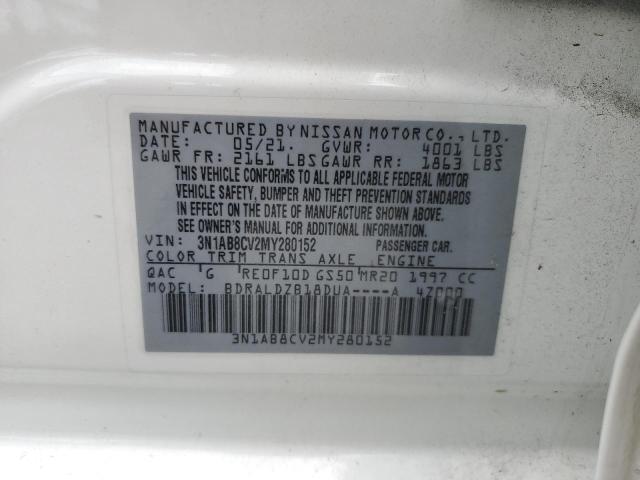 MANUFACTURED BY NISSAN MOTOR CO., LTD.
DATE: 05/21. GVWR: 4001 LBS
GAWR FR: 2161 LBS GAWR RR: 1863 LBS
THIS VEHICLE CONFORMS TO ALL APPLICABLE FEDERAL MOTOR
VEHICLE SAFETY, BUMPER AND THEFT PREVENTION STANDARDS
IN EFFECT ON THE DATE OF MANUFACTURE SHOWN ABOVE.
SEE OWNER'S MANUAL FOR ADDITIONAL INFORMATION.
VIN: 3N1AB8CV2MY280152 PASSENGER CAR.
COLOR TRIM TRANS AXLE ENGINE
QAC G RE0F10D GS50 MR20 1997 CC
MODEL: BDRALDZB18DUA----A 4Z000
3N1AB8CV2MY280152